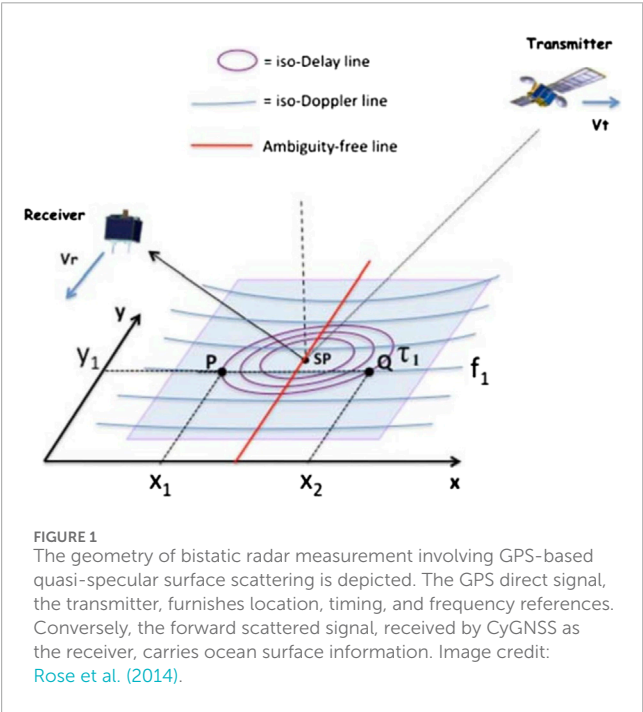 Transmitter
= iso-Delay line
= iso-Doppler line
Vt
Ambiguity-free line
Receiver
Vr
y
y₁
P
SP
Q
τ₁
f₁
X₁
X₂
x
FIGURE 1
The geometry of bistatic radar measurement involving GPS-based
quasi-specular surface scattering is depicted. The GPS direct signal,
the transmitter, furnishes location, timing, and frequency references.
Conversely, the forward scattered signal, received by CyGNSS as
the receiver, carries ocean surface information. Image credit:
Rose et al. (2014).